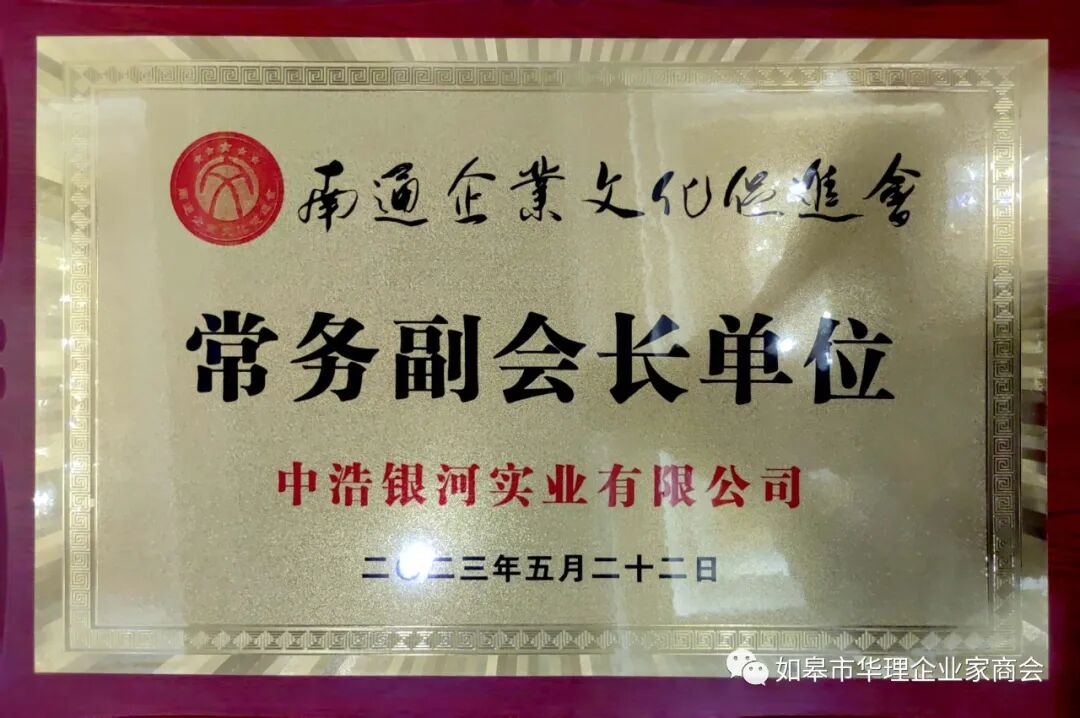 南通企業文化促進會
常务副会长单位
中浩银河实业有限公司
二〇二三年五月二十二日
如皋市华理企业家商会